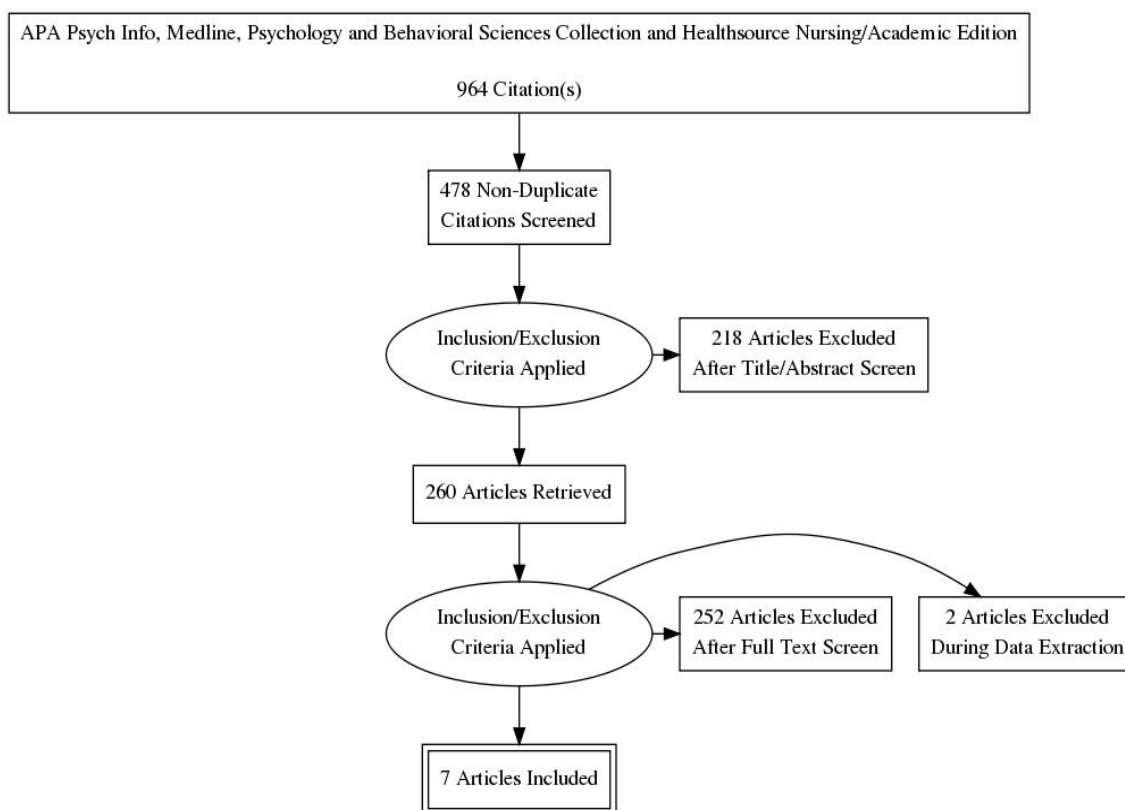 APA Psych Info, Medline, Psychology and Behavioral Sciences Collection and Healthsource Nursing/Academic Edition
964 Citation(s)
478 Non-Duplicate
Citations Screened
Inclusion/Exclusion
Criteria Applied
218 Articles Excluded
After Title/Abstract Screen
260 Articles Retrieved
Inclusion/Exclusion
Criteria Applied
252 Articles Excluded
After Full Text Screen
2 Articles Excluded
During Data Extraction
7 Articles Included